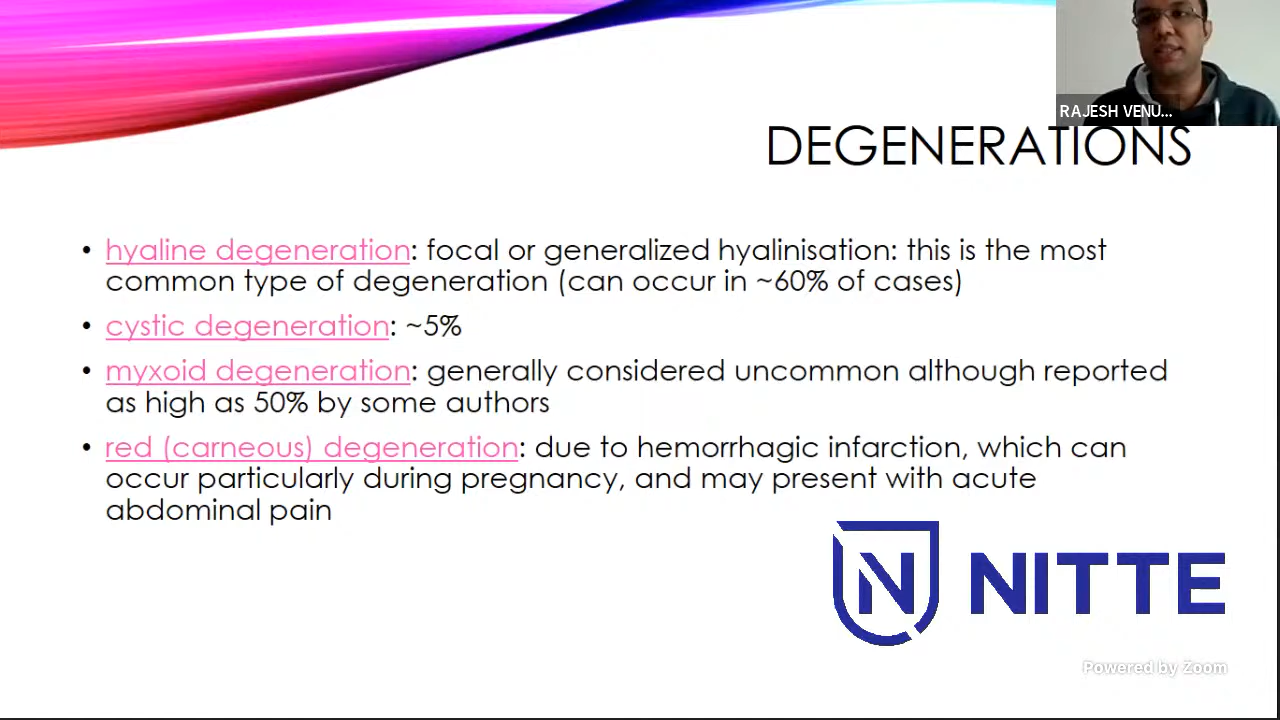 RAJESH VENU...
DEGENERATIONS
• hyaline degeneration: focal or generalized hyalinisation: this is the most
common type of degeneration (can occur in ~60% of cases)
• cystic degeneration: ~5%
• myxoid degeneration: generally considered uncommon although reported
as high as 50% by some authors
• red (carneous) degeneration: due to hemorrhagic infarction, which can
occur particularly during pregnancy, and may present with acute
abdominal pain
N NITTE
Powered by Zoom